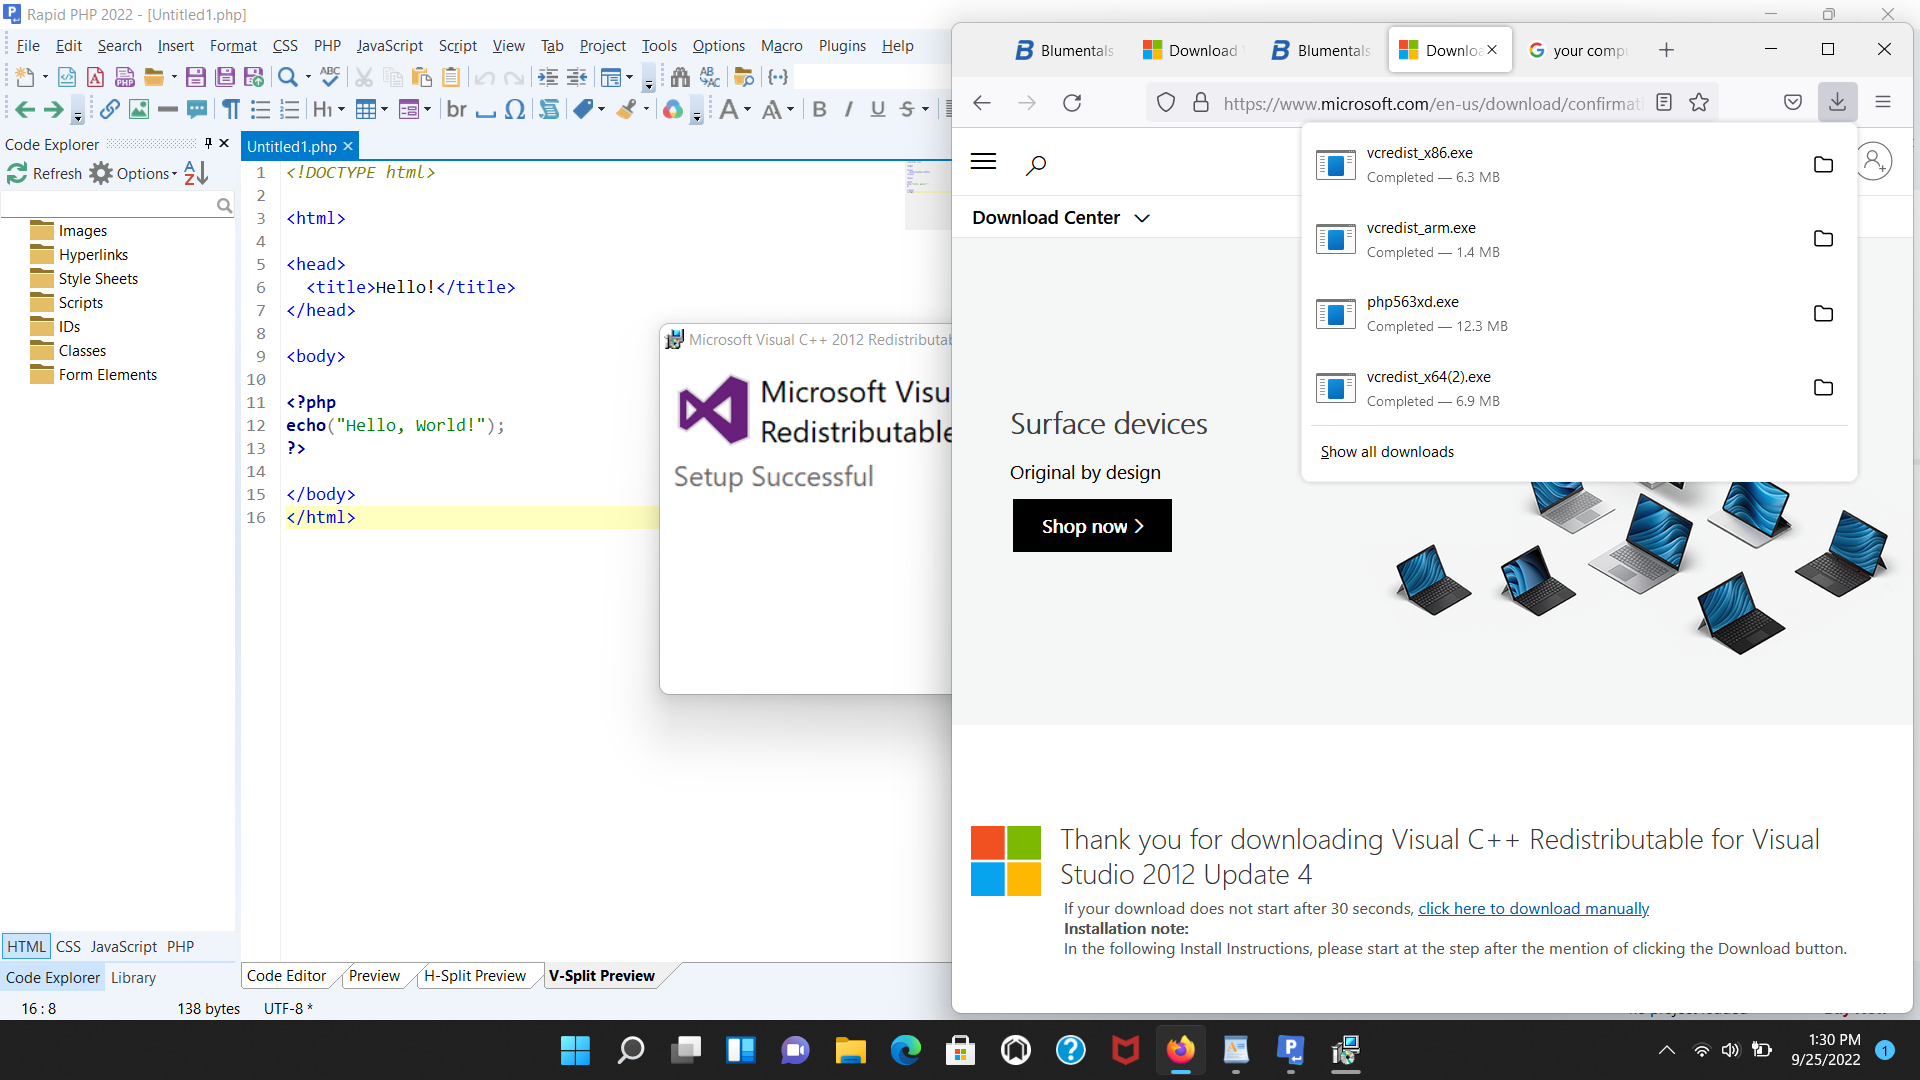 Rapid PHP 2022 - [Untitled1.php]
File Edit Search Insert Format CSS PHP JavaScript Script View Tab Project Tools Options Macro Plugins Help
Code Explorer
Refresh Options
Images
Hyperlinks
Style Sheets
Scripts
IDs
Classes
Form Elements
HTML CSS JavaScript PHP
Code Explorer Library
Untitled1.php
1 <!DOCTYPE html>
2
3 <html>
4
5 <head>
6 <title>Hello!</title>
7 </head>
8
9 <body>
10
11 <?php
12 echo("Hello, World!");
13 ?>
14
15 </body>
16 </html>
Code Editor Preview H-Split Preview V-Split Preview
16 : 8 138 bytes UTF-8 *
Microsoft Visual C++ 2012 Redistributab
Microsoft Visu
Redistributable
Setup Successful
Blumentals Download Blumentals Downloa your compu
https://www.microsoft.com/en-us/download/confirmati
Download Center
vcredist_x86.exe
Completed — 6.3 MB
vcredist_arm.exe
Completed — 1.4 MB
php563xd.exe
Completed — 12.3 MB
vcredist_x64(2).exe
Completed — 6.9 MB
Show all downloads
Surface devices
Original by design
Shop now
Thank you for downloading Visual C++ Redistributable for Visual
Studio 2012 Update 4
If your download does not start after 30 seconds, click here to download manually
Installation note:
In the following Install Instructions, please start at the step after the mention of clicking the Download button.
1:30 PM
9/25/2022
1